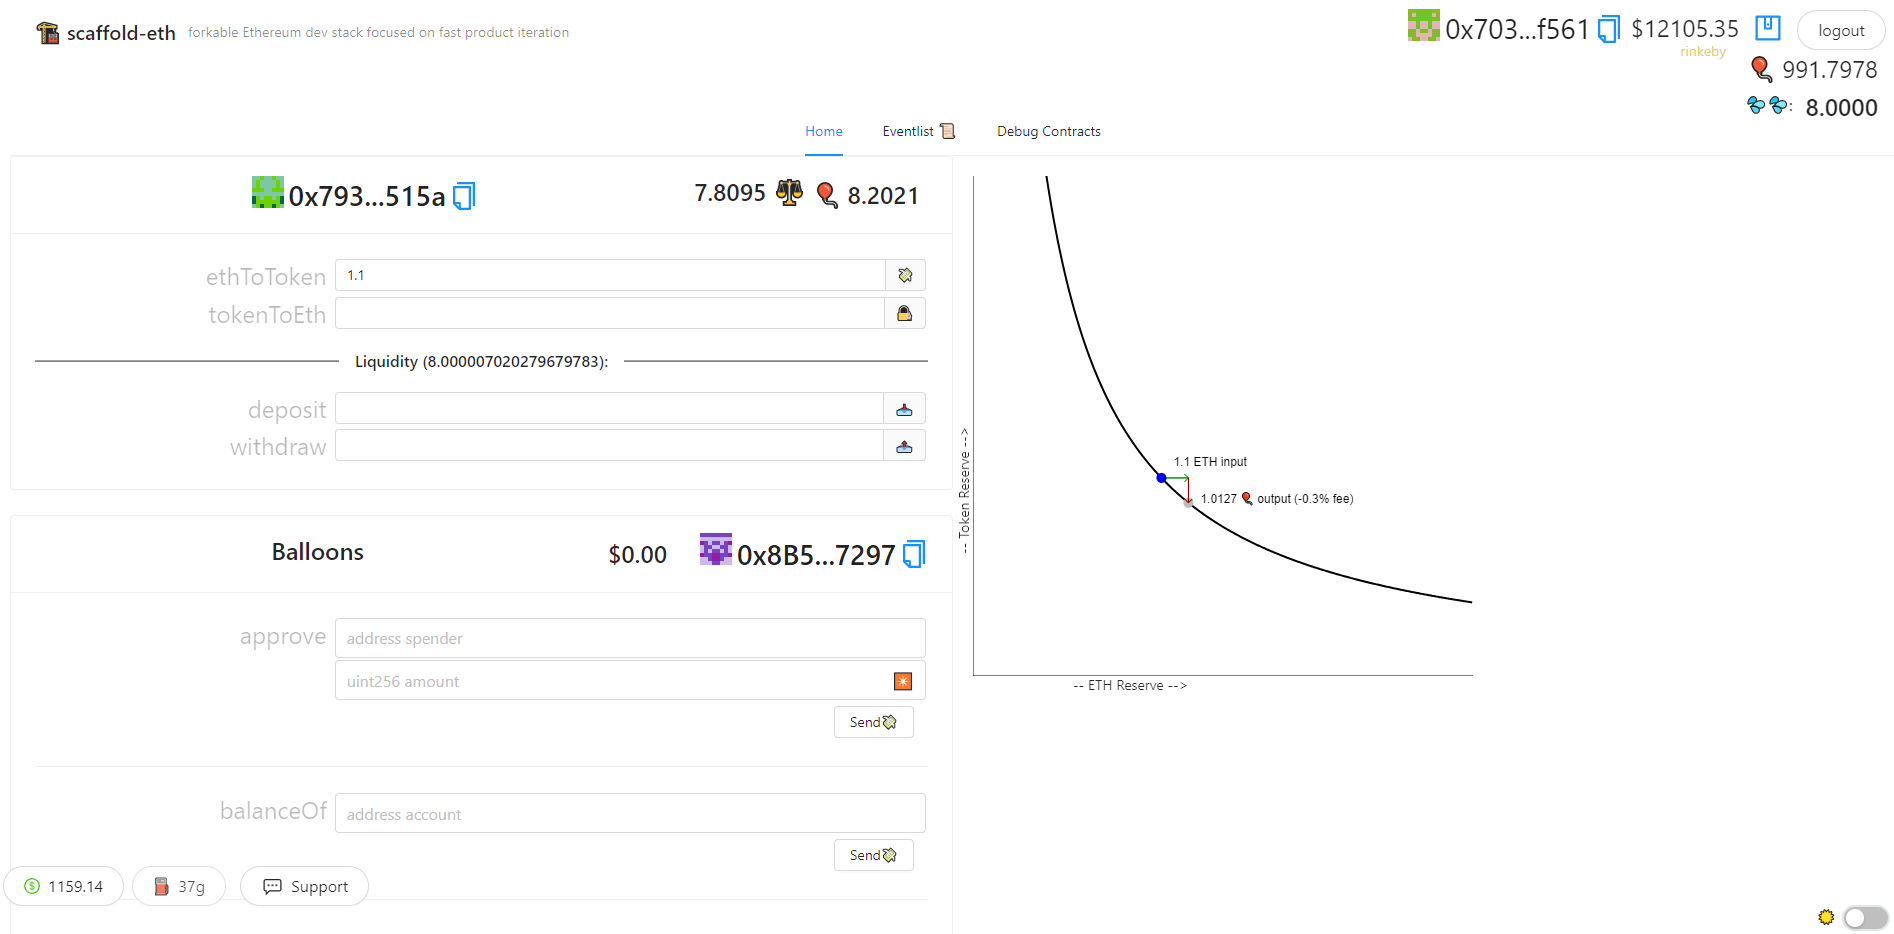 scaffold-eth forkable Ethereum dev stack focused on fast product iteration
0x703...f561 $12105.35 logout
rinkeby
991.7978
: 8.0000
Home Eventlist Debug Contracts
0x793...515a 7.8095 8.2021
ethToToken 1.1
tokenToEth
Liquidity (8.000007020279679783):
deposit
withdraw
Balloons $0.00 0x8B5...7297
approve address spender
uint256 amount
Send
balanceOf address account
Send
1159.14 37g Support
-- Token Reserve -->
1.1 ETH input
1.0127 output (-0.3% fee)
-- ETH Reserve -->